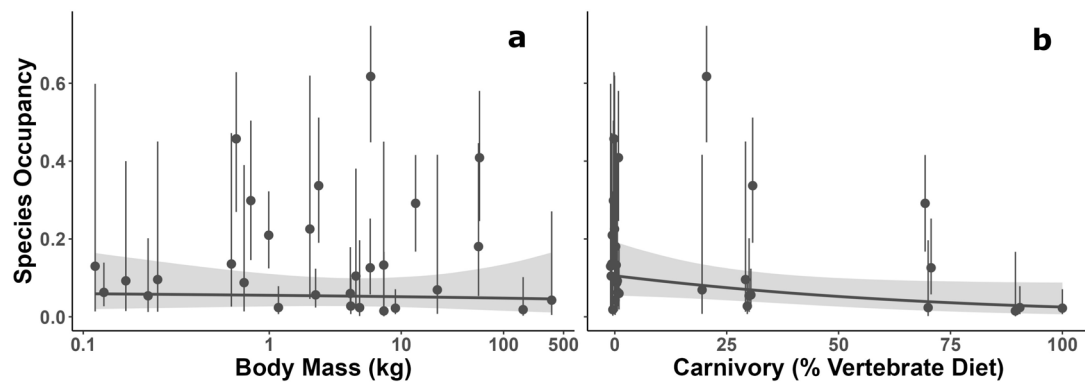 a
b
Species Occupancy
0.6
0.4
0.2
0.0
0.1
1
10
100
500
Body Mass (kg)
0
25
50
75
100
Carnivory (% Vertebrate Diet)